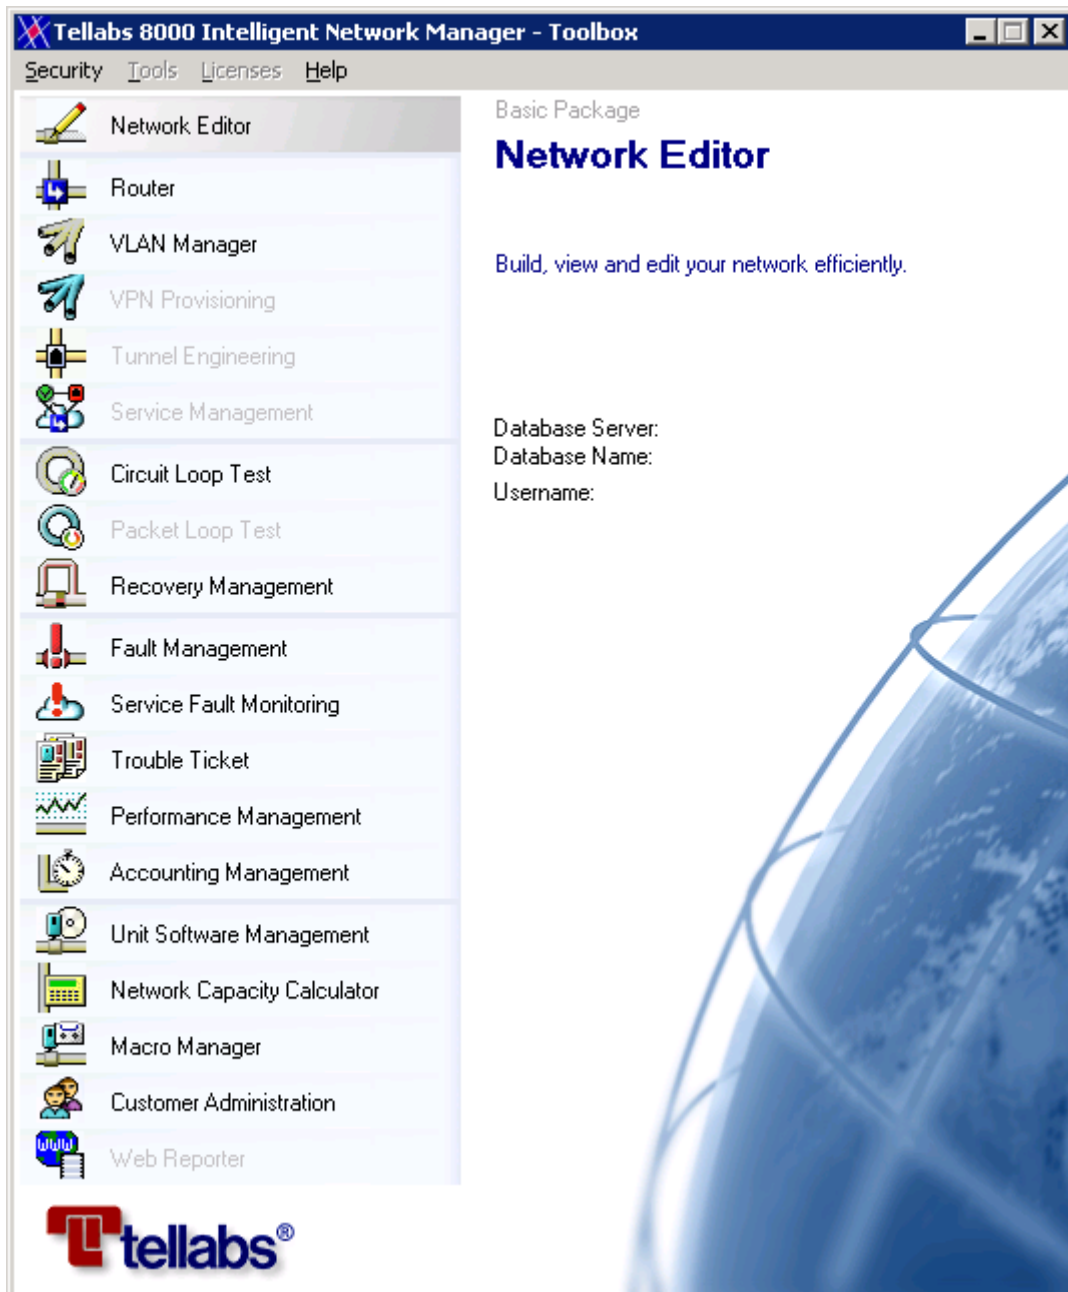 Tellabs 8000 Intelligent Network Manager - Toolbox
Security Tools Licenses Help
Network Editor
Router
VLAN Manager
VPN Provisioning
Tunnel Engineering
Service Management
Circuit Loop Test
Packet Loop Test
Recovery Management
Fault Management
Service Fault Monitoring
Trouble Ticket
Performance Management
Accounting Management
Unit Software Management
Network Capacity Calculator
Macro Manager
Customer Administration
www
Web Reporter
tellabs®
Basic Package
Network Editor
Build, view and edit your network efficiently.
Database Server:
Database Name:
Username: